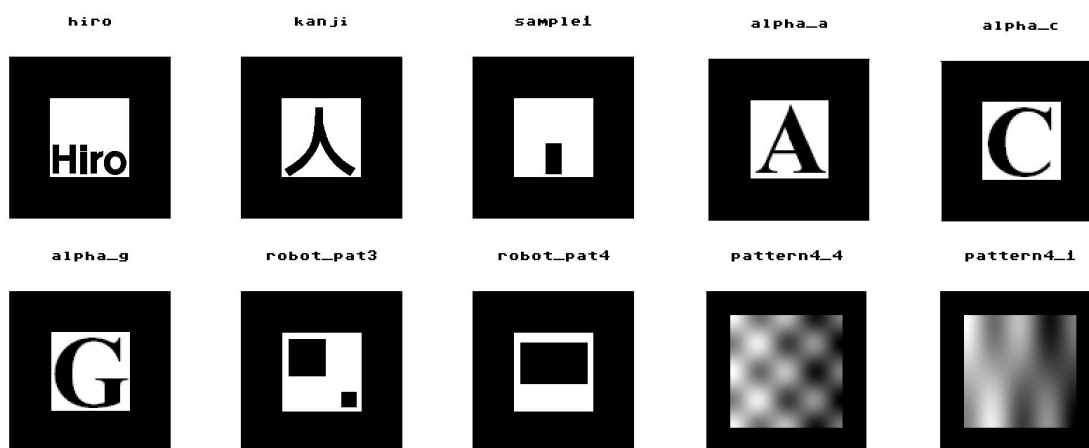 hiro kanji sample1 alpha_a alpha_c
Hiro 人 A C
alpha_g robot_pat3 robot_pat4 pattern4_4 pattern4_1
G